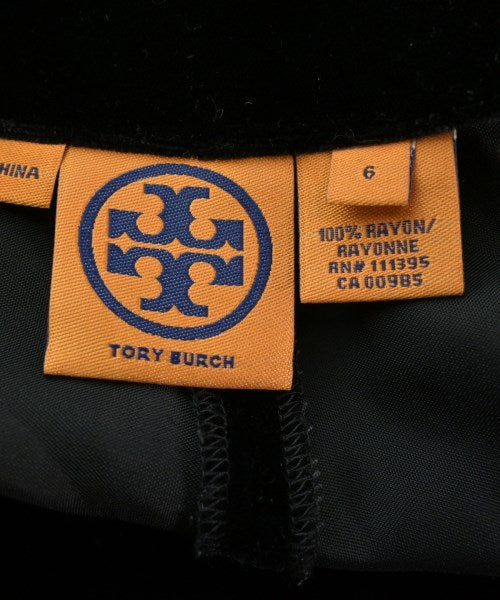 HINA
TORY BURCH
6
100% RAYON/
RAYONNE
RN# 111395
CA 00985